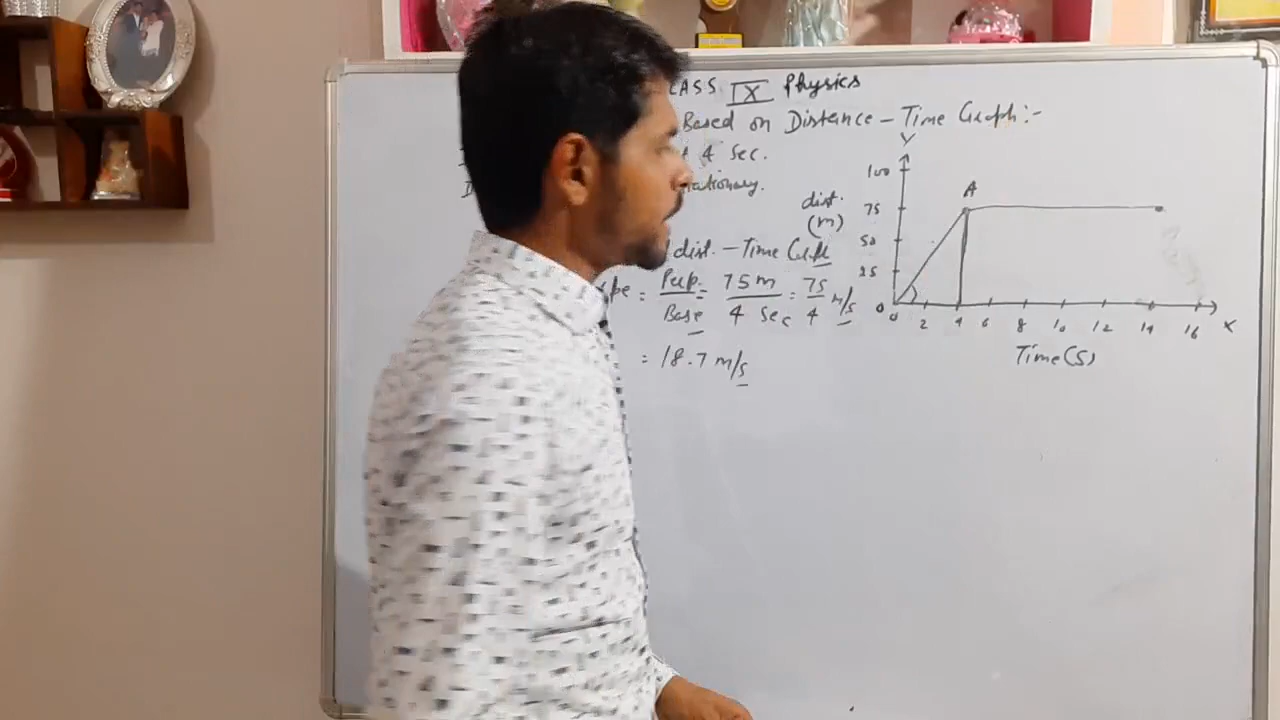 CLASS IX Physics
Based on Distance - Time Graph:-
4 Sec.
dist. - Time Graph
= Perp. / Base = 75 m / 4 Sec = 75 / 4 m/s
= 18.7 m/s
Y
100
75
50
25
0
dist.
(m)
A
0 2 4 6 8 10 12 14 16 X
Time(s)